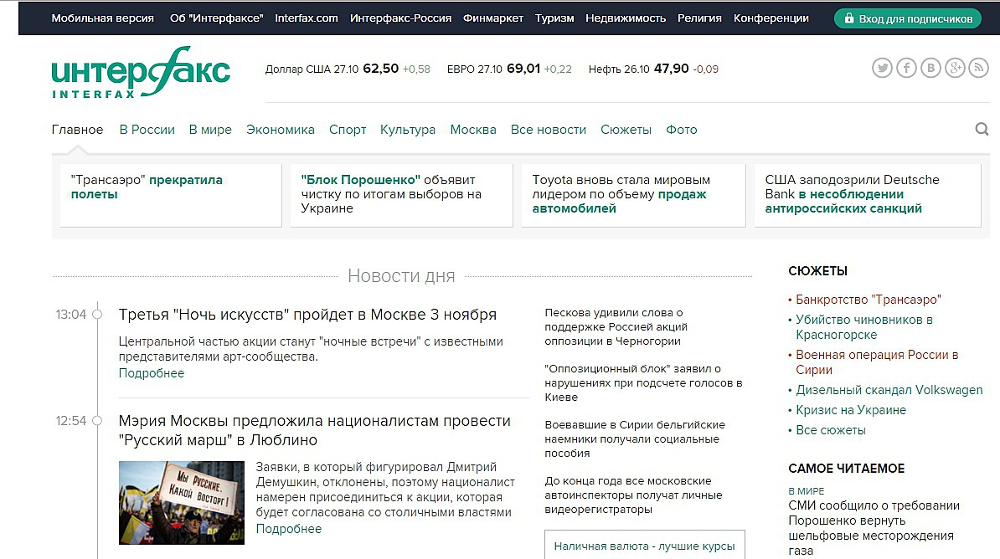 Мобильная версия Об "Интерфаксе" Interfax.com Интерфакс-Россия Финмаркет Туризм Недвижимость Религия Конференции Вход для подписчиков
интерфакс
INTERFAX
Доллар США 27.10 62,50 +0,58 ЕВРО 27.10 69,01 +0,22 Нефть 26.10 47,90 -0,09
Главное В России В мире Экономика Спорт Культура Москва Все новости Сюжеты Фото
"Трансаэро" прекратила
полеты
"Блок Порошенко" объявит
чистку по итогам выборов на
Украине
Toyota вновь стала мировым
лидером по объему продаж
автомобилей
США заподозрили Deutsche
Bank в несоблюдении
антироссийских санкций
Новости дня
13:04 Третья "Ночь искусств" пройдет в Москве 3 ноября
Центральной частью акции станут "ночные встречи" с известными
представителями арт-сообщества.
Подробнее
12:54 Мэрия Москвы предложила националистам провести
"Русский марш" в Люблино
Мы русские.
Какой восторг!
Заявки, в который фигурировал Дмитрий
Демушкин, отклонены, поэтому националист
намерен присоединиться к акции, которая
будет согласована со столичными властями
Подробнее
Пескова удивили слова о
поддержке Россией акций
оппозиции в Черногории
"Оппозиционный блок" заявил о
нарушениях при подсчете голосов в
Киеве
Воевавшие в Сирии бельгийские
наемники получали социальные
пособия
До конца года все московские
автоинспекторы получат личные
видеорегистраторы
Наличная валюта - лучшие курсы
СЮЖЕТЫ
• Банкротство "Трансаэро"
• Убийство чиновников в
Красногорске
• Военная операция России в
Сирии
• Дизельный скандал Volkswagen
• Кризис на Украине
• Все сюжеты
САМОЕ ЧИТАЕМОЕ
В МИРЕ
СМИ сообщило о требовании
Порошенко вернуть
шельфовые месторождения
газа